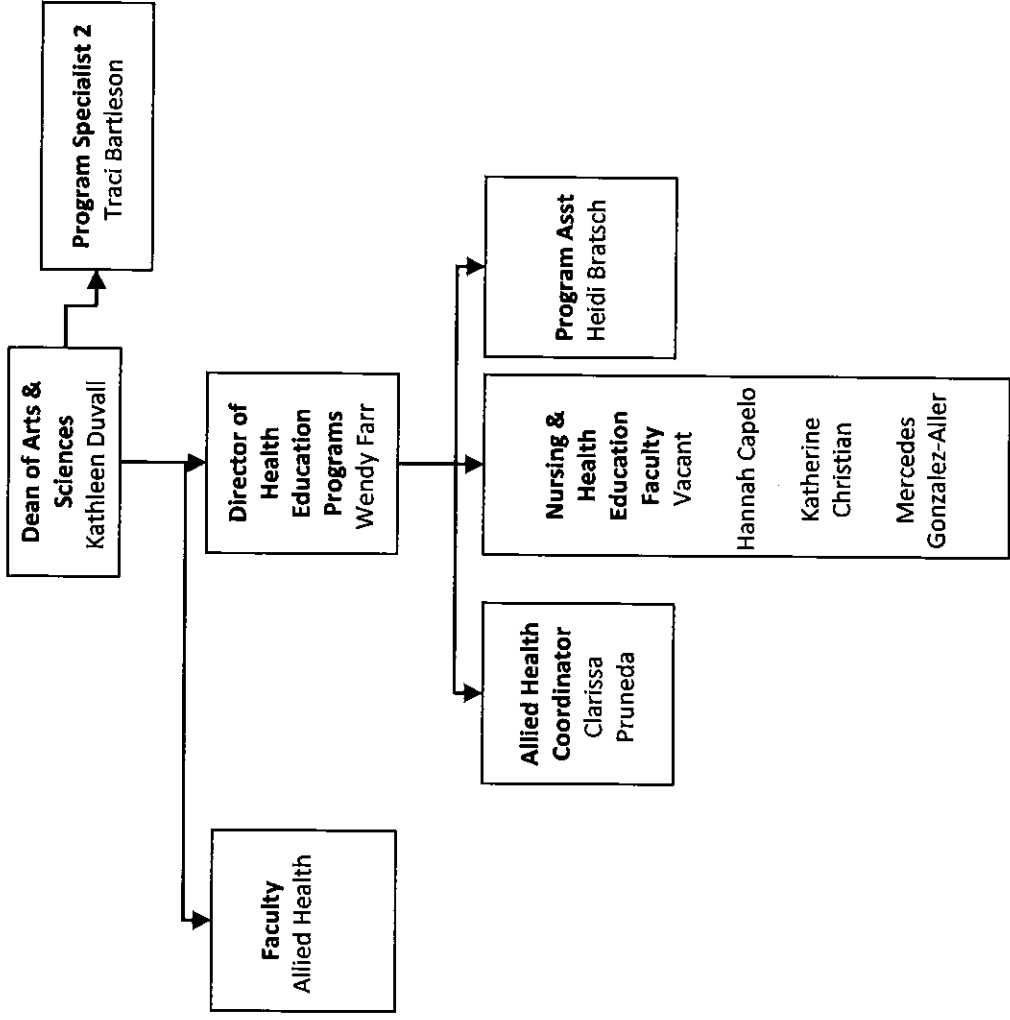 Program Specialist 2
Traci Bartleson
Dean of Arts &
Sciences
Kathleen Duvall
Director of
Health
Education
Programs
Wendy Farr
Faculty
Allied Health
Program Asst
Heidi Bratsch
Nursing &
Health
Education
Faculty
Vacant
Hannah Capelo
Katherine
Christian
Mercedes
Gonzalez-Aller
Allied Health
Coordinator
Clarissa
Pruneda